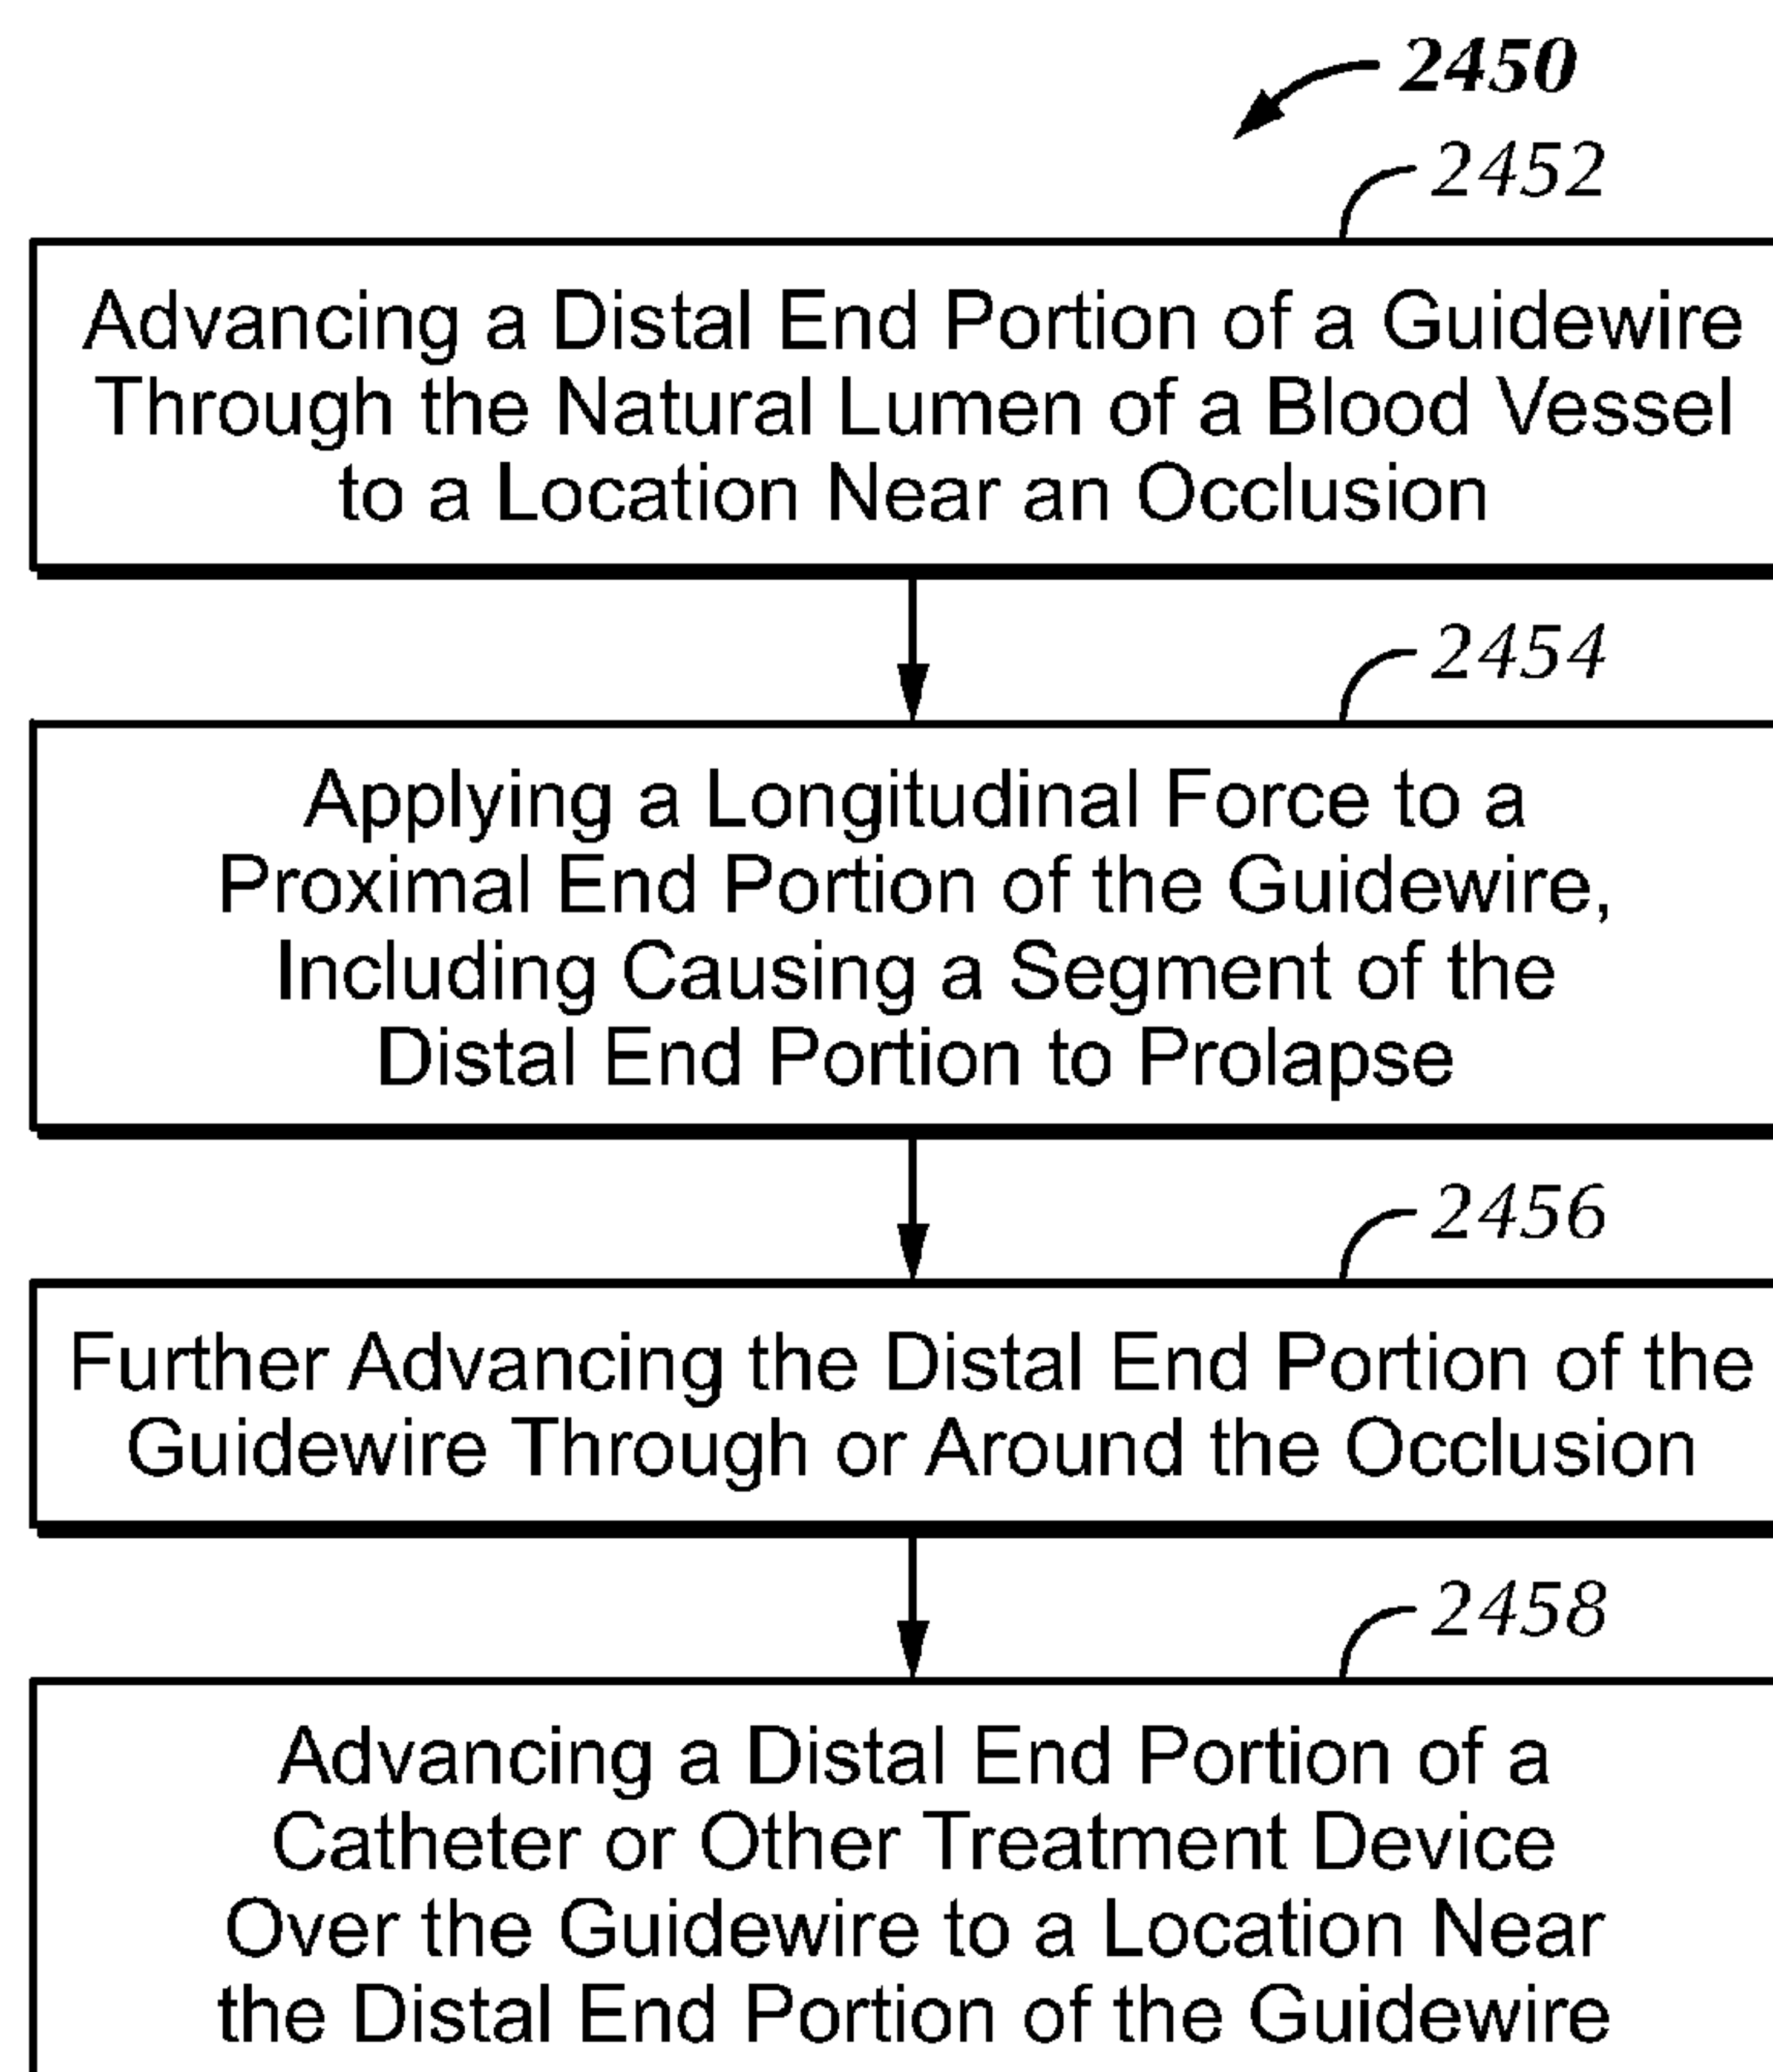 2450
2452
Advancing a Distal End Portion of a Guidewire
Through the Natural Lumen of a Blood Vessel
to a Location Near an Occlusion
2454
Applying a Longitudinal Force to a
Proximal End Portion of the Guidewire,
Including Causing a Segment of the
Distal End Portion to Prolapse
2456
Further Advancing the Distal End Portion of the
Guidewire Through or Around the Occlusion
2458
Advancing a Distal End Portion of a
Catheter or Other Treatment Device
Over the Guidewire to a Location Near
the Distal End Portion of the Guidewire